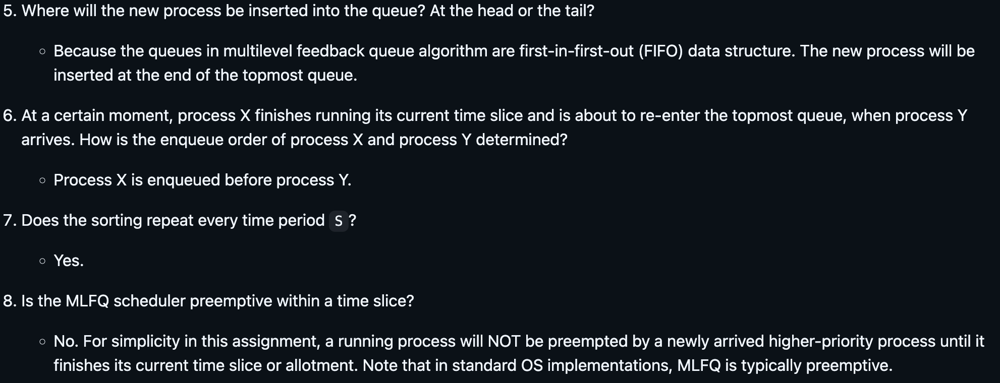 5. Where will the new process be inserted into the queue? At the head or the tail?
○ Because the queues in multilevel feedback queue algorithm are first-in-first-out (FIFO) data structure. The new process will be
inserted at the end of the topmost queue.
6. At a certain moment, process X finishes running its current time slice and is about to re-enter the topmost queue, when process Y
arrives. How is the enqueue order of process X and process Y determined?
○ Process X is enqueued before process Y.
7. Does the sorting repeat every time period S?
○ Yes.
8. Is the MLFQ scheduler preemptive within a time slice?
○ No. For simplicity in this assignment, a running process will NOT be preempted by a newly arrived higher-priority process until it
finishes its current time slice or allotment. Note that in standard OS implementations, MLFQ is typically preemptive.